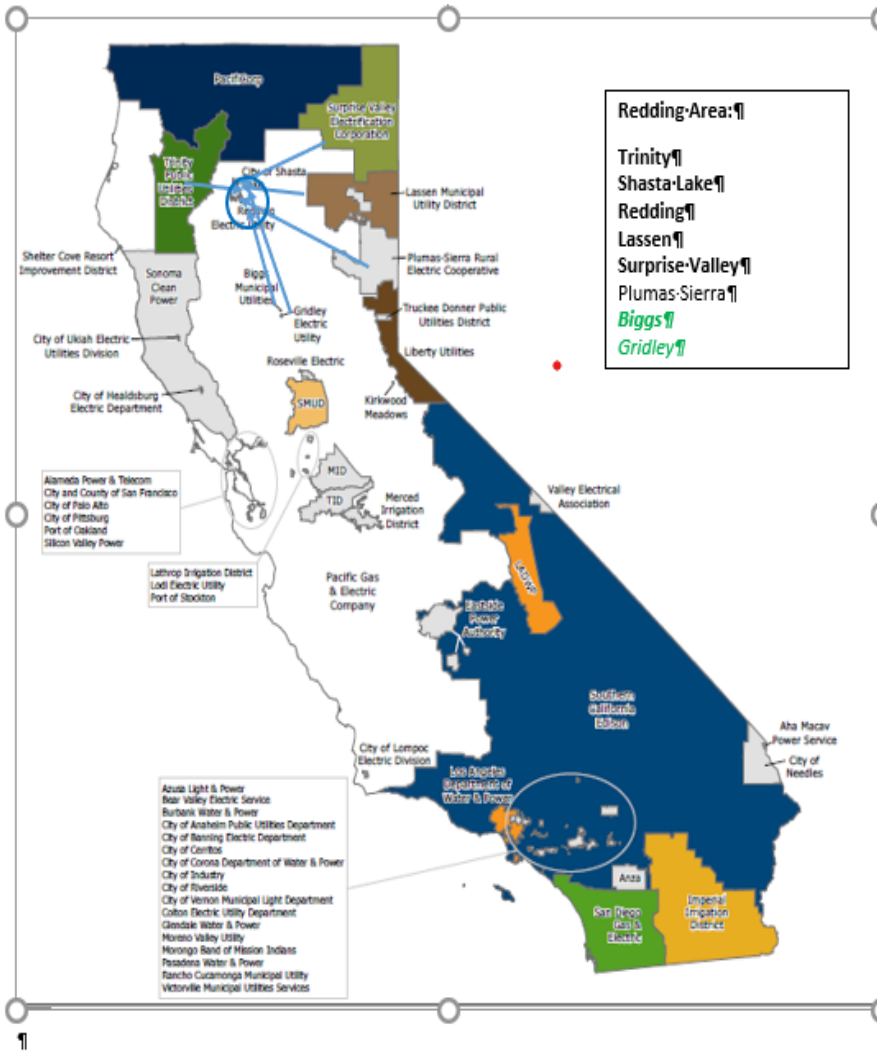 PacifiCorp
Surprise Valley
Electrification
Corporation
Trinity
Public
Utilities
District
City of Shasta
Redding
Electric Utility
Lassen Municipal
Utility District
Shelter Cove Resort
Improvement District
Sonoma
Clean
Power
Biggs
Municipal
Utilities
Gridley
Electric
Utility
Plumas-Sierra Rural
Electric Cooperative
Truckee Donner Public
Utilities District
Liberty Utilities
City of Ukiah Electric
Utilities Division
Roseville Electric
SMUD
Kirkwood
Meadows
City of Healdsburg
Electric Department
Redding·Area:¶
Trinity¶
Shasta·Lake¶
Redding¶
Lassen¶
Surprise·Valley¶
Plumas·Sierra¶
Biggs¶
Gridley¶
Alameda Power & Telecom
City and County of San Francisco
City of Palo Alto
City of Pittsburg
Port of Oakland
Silicon Valley Power
MID
TID
Merced
Irrigation
District
Valley Electrical
Association
Lathrop Irrigation District
Lodi Electric Utility
Port of Stockton
Pacific Gas
& Electric
Company
LADWP
Eastside
Power
Authority
Southern
California
Edison
Aha Macav
Power Service
City of
Needles
City of Lompoc
Electric Division
Los Angeles
Department of
Water & Power
Azusa Light & Power
Bear Valley Electric Service
Burbank Water & Power
City of Anaheim Public Utilities Department
City of Banning Electric Department
City of Cerritos
City of Corona Department of Water & Power
City of Industry
City of Riverside
City of Vernon Municipal Light Department
Colton Electric Utility Department
Glendale Water & Power
Moreno Valley Utility
Morongo Band of Mission Indians
Pasadena Water & Power
Rancho Cucamonga Municipal Utility
Victorville Municipal Utilities Services
Anza
San Diego
Gas &
Electric
Imperial
Irrigation
District
¶